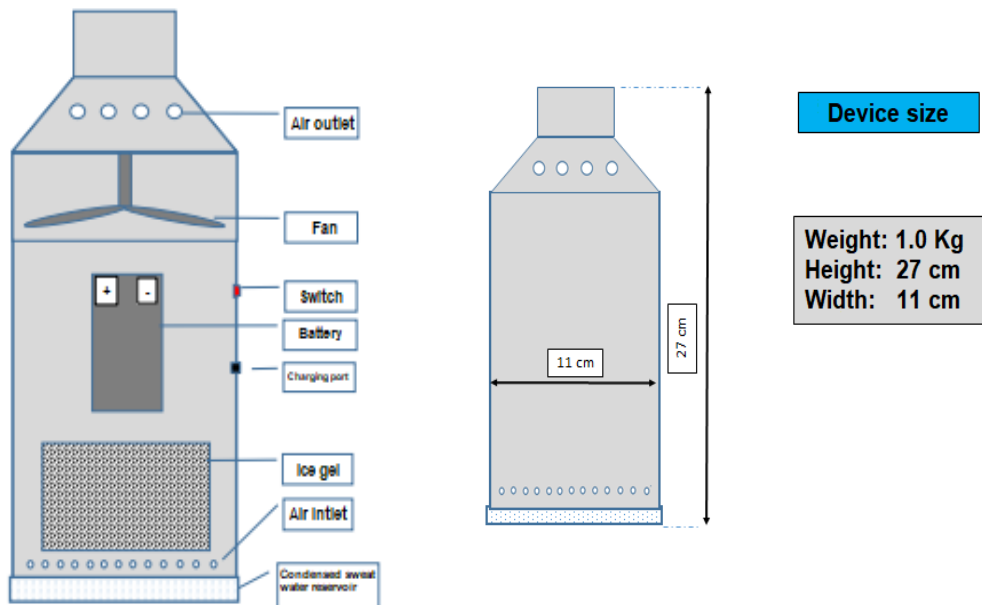 Air outlet
Fan
+
-
Switch
Battery
Charging port
Ice gel
Air intlet
Condensed sweat
water reservoir
11 cm
27 cm
Device size
Weight: 1.0 Kg
Height: 27 cm
Width: 11 cm